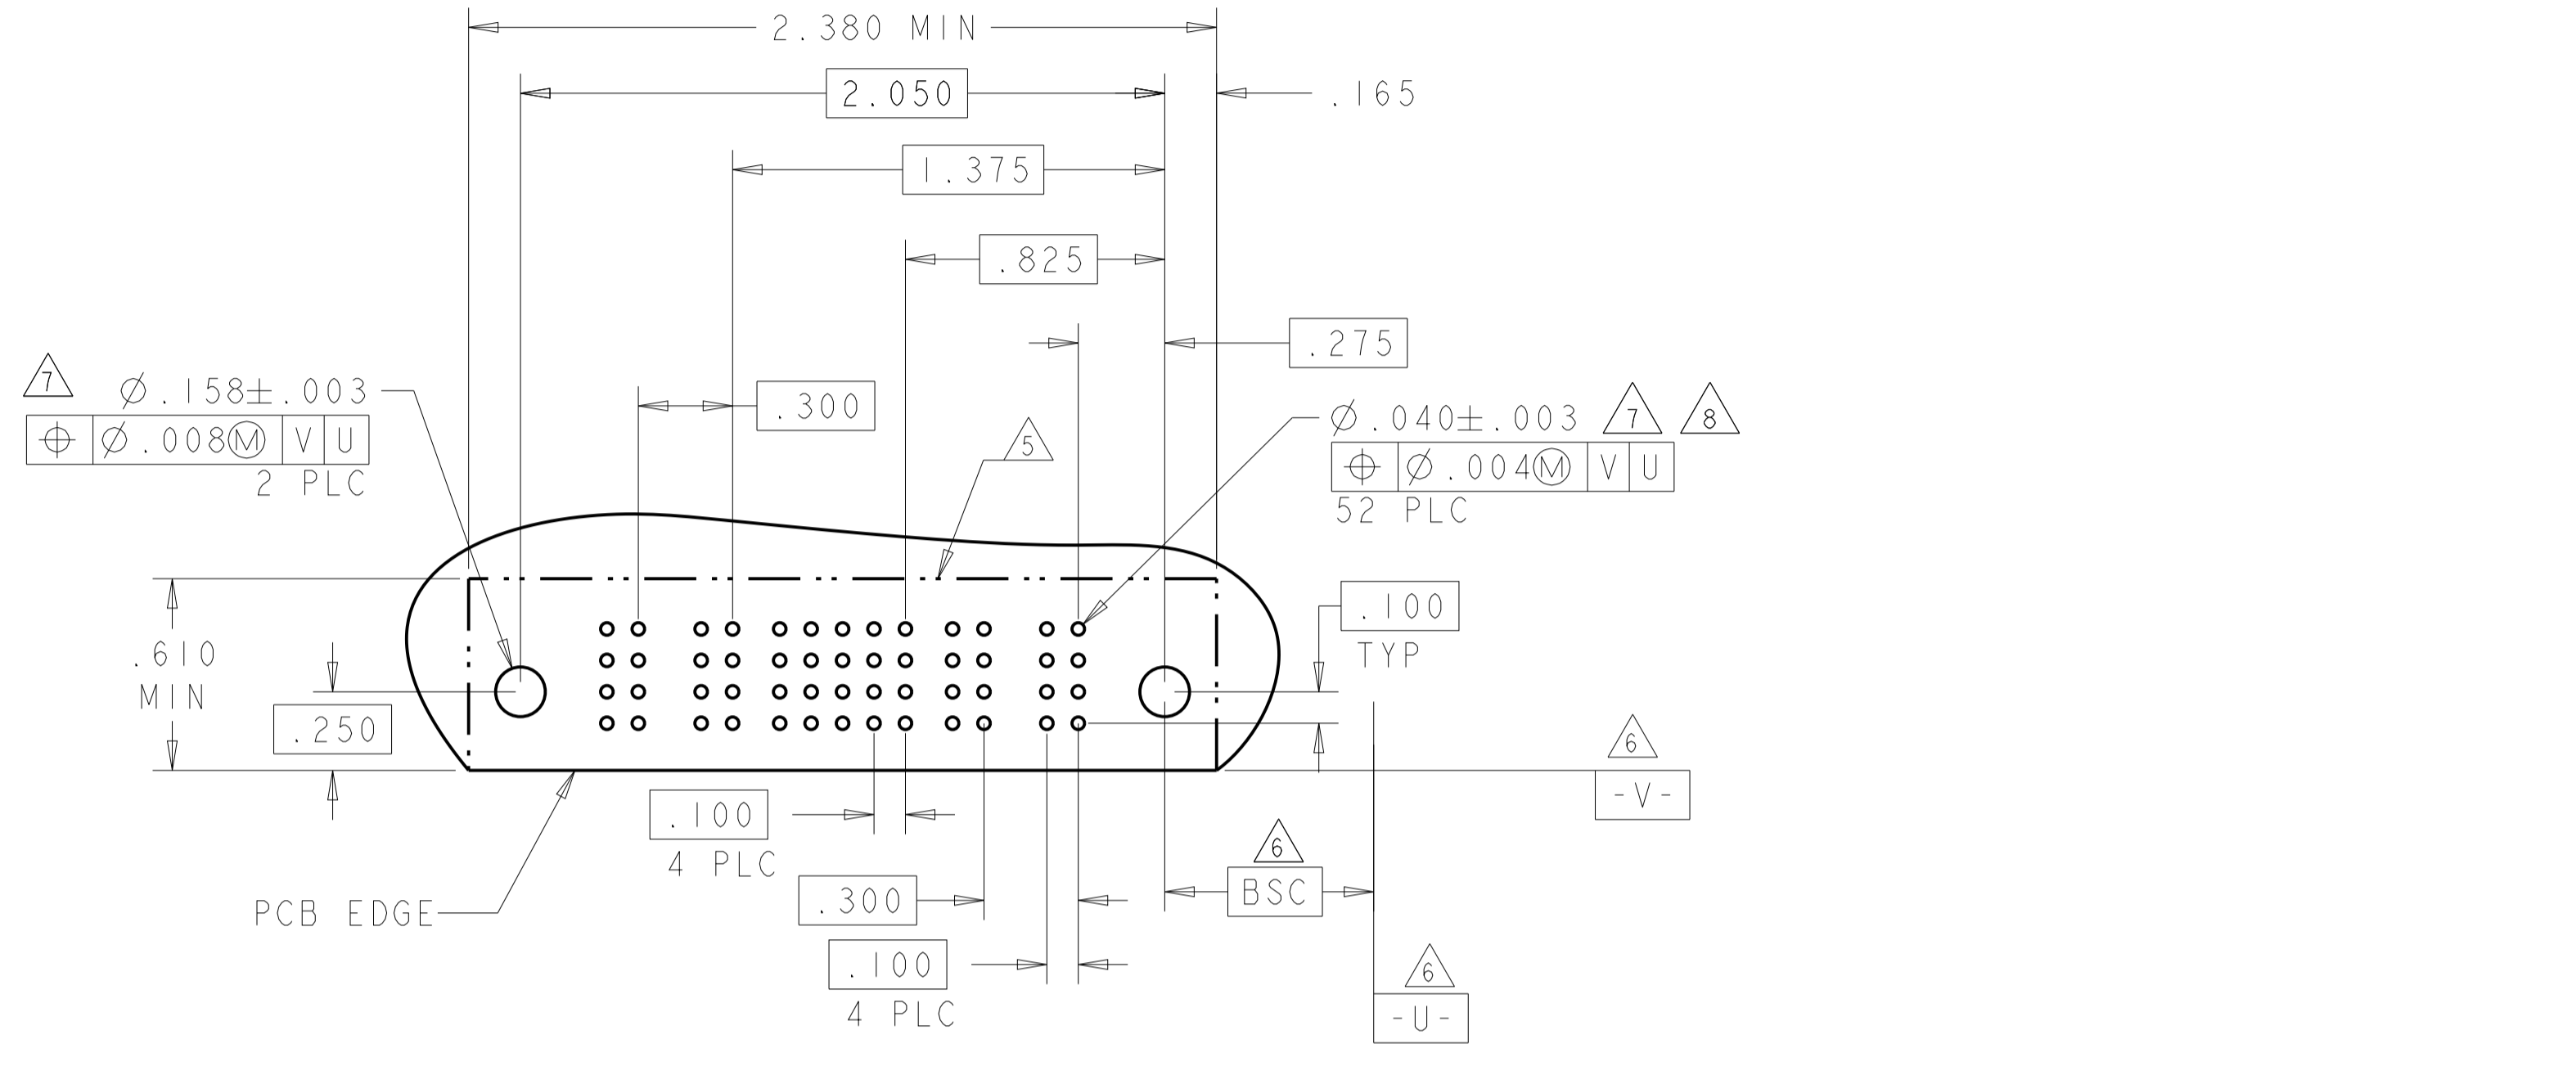 2.380 MIN
2.050
.165
1.375
.825
.275
7 Ø.158±.003
⌖ Ø.008Ⓜ V U
2 PLC
.300
5
Ø.040±.003 7 8
⌖ Ø.004Ⓜ V U
52 PLC
.100
TYP
.610
MIN
.250
6
-V-
.100
4 PLC
6
BSC
.300
PCB EDGE
.100
4 PLC
6
-U-